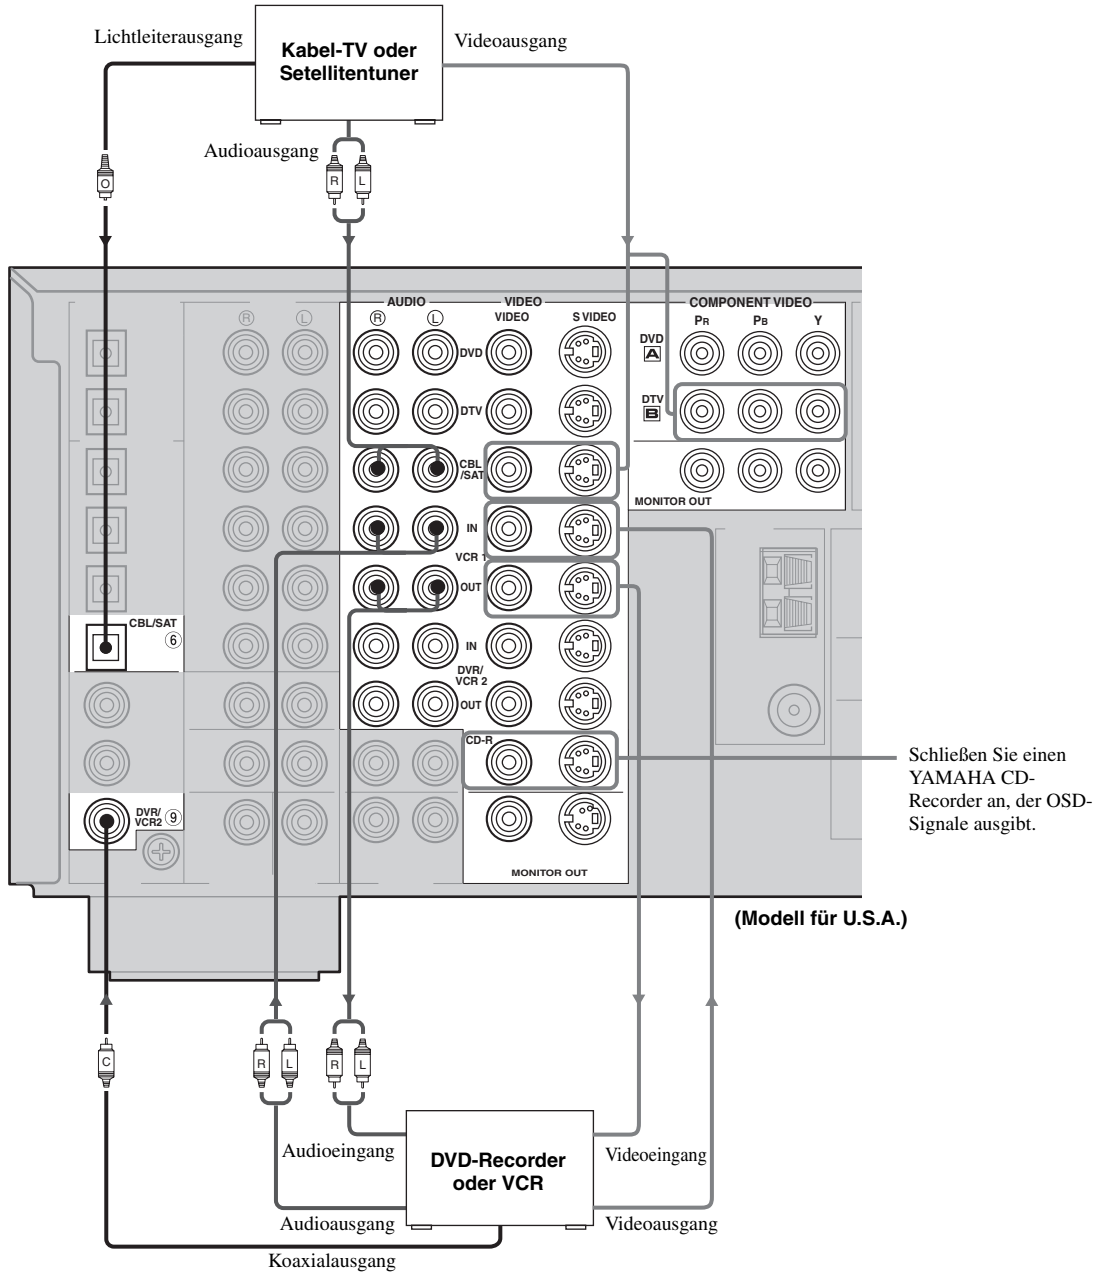 Lichtleiterausgang
Kabel-TV oder
Setellitentuner
Videoausgang
Audioausgang
O
R L
AUDIO
VIDEO
COMPONENT VIDEO
R L
R L
VIDEO
S VIDEO
PR PB Y
DVD
DVD
A
DTV
DTV
B
CBL
/SAT
MONITOR OUT
IN
VCR 1
OUT
CBL/SAT
6
IN
DVR/
VCR 2
OUT
CD-R
Schließen Sie einen
YAMAHA CD-
Recorder an, der OSD-
Signale ausgibt.
DVR/
VCR2
9
MONITOR OUT
(Modell für U.S.A.)
C
R L
R L
Audioeingang
DVD-Recorder
oder VCR
Videoeingang
Audioausgang
Videoausgang
Koaxialausgang